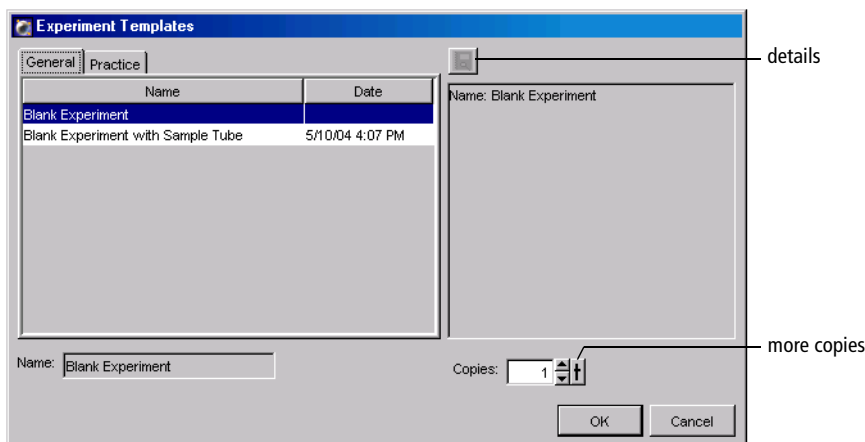 Experiment Templates
General Practice
details
Name Date
Name: Blank Experiment
Blank Experiment
Blank Experiment with Sample Tube 5/10/04 4:07 PM
more copies
Name: Blank Experiment
Copies: 1
OK Cancel